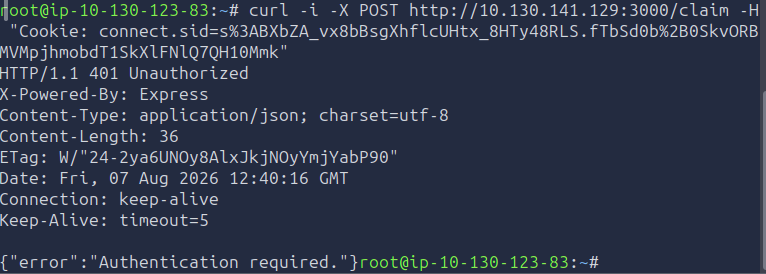 root@ip-10-130-123-83:~# curl -i -X POST http://10.130.141.129:3000/claim -H
 "Cookie: connect.sid=s%3ABXbZA_vx8bBsgXhflcUHtx_8HTy48RLS.fTbSd0b%2B0SkvORB
MVMpjhmobdT1SkXlFNlQ7QH10Mmk"
HTTP/1.1 401 Unauthorized
X-Powered-By: Express
Content-Type: application/json; charset=utf-8
Content-Length: 36
ETag: W/"24-2ya6UNOy8AlxJkjNOyYmjYabP90"
Date: Fri, 07 Aug 2026 12:40:16 GMT
Connection: keep-alive
Keep-Alive: timeout=5

{"error":"Authentication required."}root@ip-10-130-123-83:~#